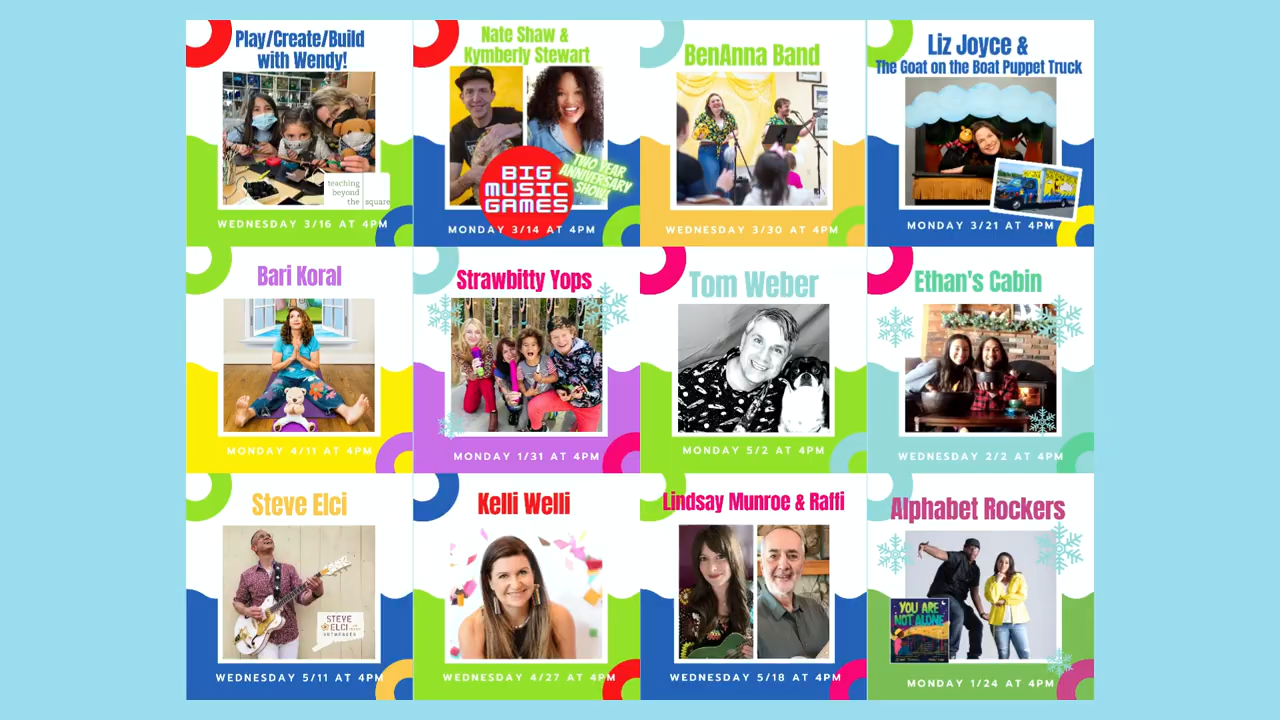 Play/Create/Build
with Wendy!
teaching
beyond
the square
WEDNESDAY 3/16 AT 4PM
Nate Shaw &
Kymberly Stewart
BIG
MUSIC
GAMES
TWO YEAR
ANNIVERSARY
SHOW!
MONDAY 3/14 AT 4PM
BenAnna Band
WEDNESDAY 3/30 AT 4PM
Liz Joyce &
The Goat on the Boat Puppet Truck
MONDAY 3/21 AT 4PM
Bari Koral
MONDAY 4/11 AT 4PM
Strawbitty Yops
MONDAY 1/31 AT 4PM
Tom Weber
MONDAY 5/2 AT 4PM
Ethan's Cabin
WEDNESDAY 2/2 AT 4PM
Steve Elci
STEVE
ELCI
WEDNESDAY 5/11 AT 4PM
Kelli Welli
WEDNESDAY 4/27 AT 4PM
Lindsay Munroe & Raffi
WEDNESDAY 5/18 AT 4PM
Alphabet Rockers
YOU ARE
NOT ALONE
MONDAY 1/24 AT 4PM